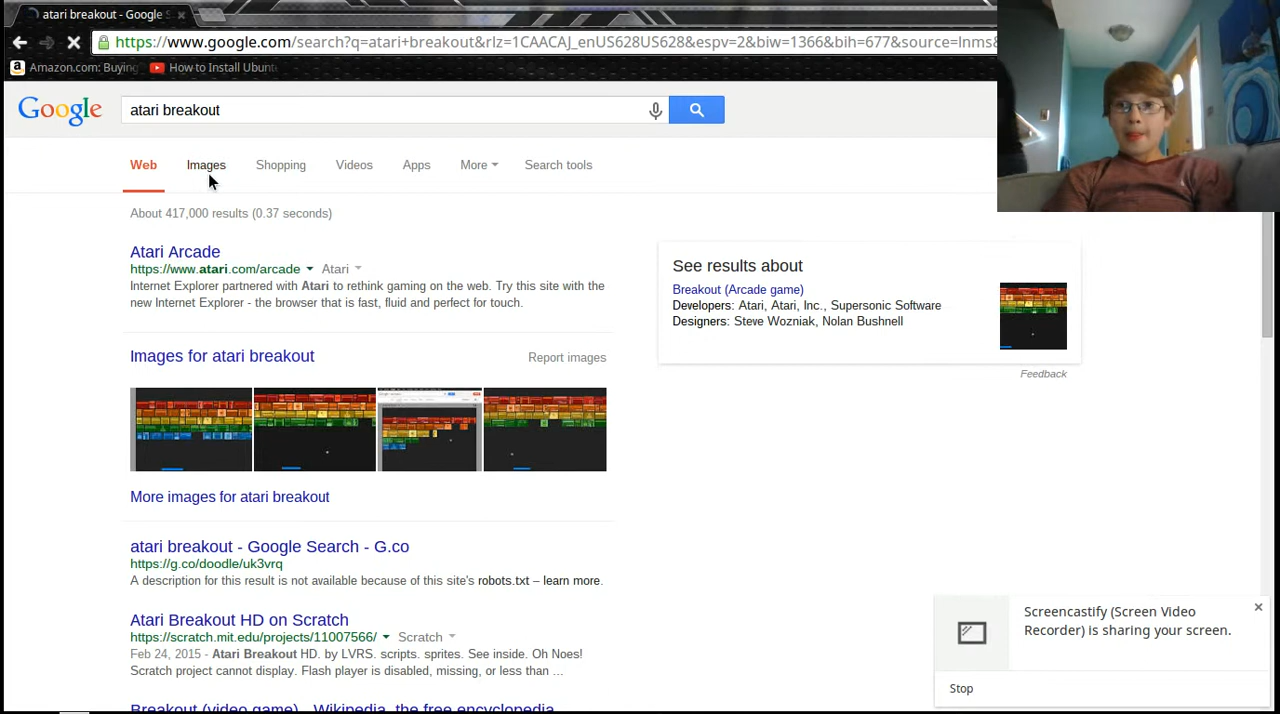 atari breakout - Google S
https://www.google.com/search?q=atari+breakout&rlz=1CAACAJ_enUS628US628&espv=2&biw=1366&bih=677&source=lnms&
Amazon.com: Buying
How to Install Ubunt
Google
atari breakout
Web Images Shopping Videos Apps More Search tools
About 417,000 results (0.37 seconds)
Atari Arcade
https://www.atari.com/arcade Atari
Internet Explorer partnered with Atari to rethink gaming on the web. Try this site with the
new Internet Explorer - the browser that is fast, fluid and perfect for touch.
Images for atari breakout Report images
More images for atari breakout
atari breakout - Google Search - G.co
https://g.co/doodle/uk3vrq
A description for this result is not available because of this site's robots.txt – learn more.
Atari Breakout HD on Scratch
https://scratch.mit.edu/projects/11007566/ Scratch
Feb 24, 2015 - Atari Breakout HD. by LVRS. scripts. sprites. See inside. Oh Noes!
Scratch project cannot display. Flash player is disabled, missing, or less than ...
Breakout (video game) - Wikipedia, the free encyclopedia
See results about
Breakout (Arcade game)
Developers: Atari, Atari, Inc., Supersonic Software
Designers: Steve Wozniak, Nolan Bushnell
Feedback
Screencastify (Screen Video
Recorder) is sharing your screen.
Stop